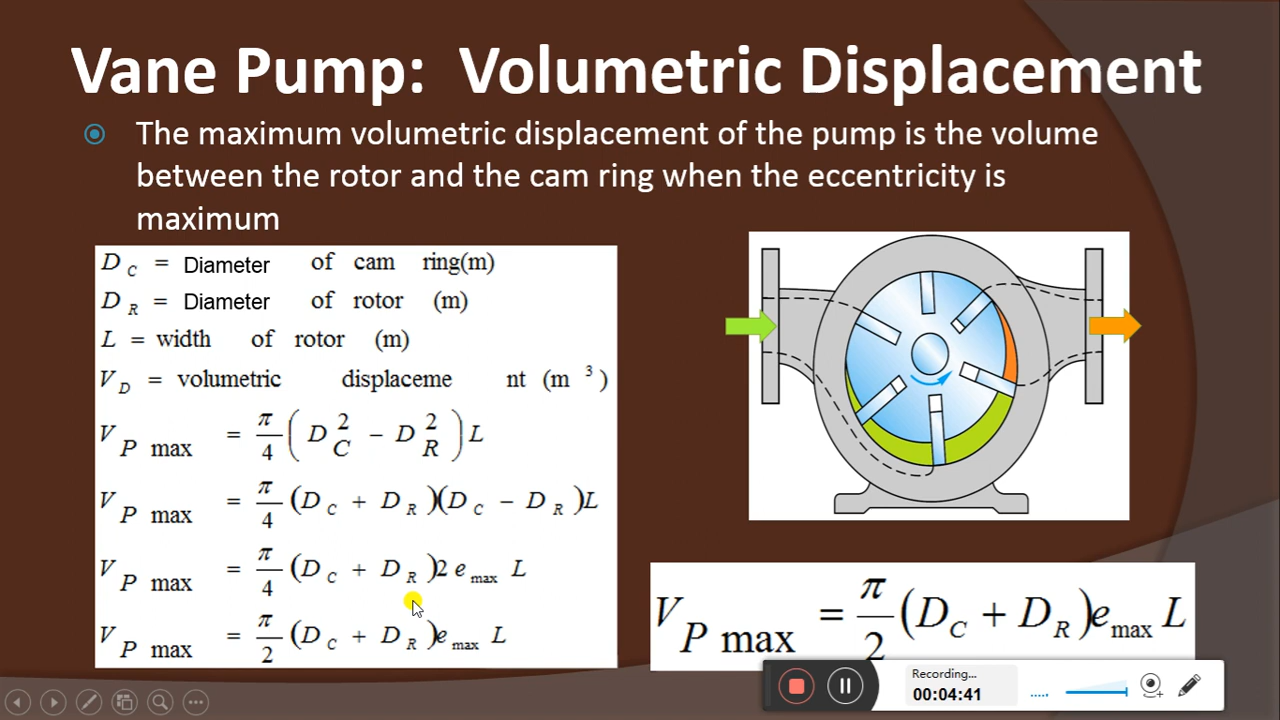 Vane Pump: Volumetric Displacement
The maximum volumetric displacement of the pump is the volume
between the rotor and the cam ring when the eccentricity is
maximum
D C = Diameter of cam ring(m)
D R = Diameter of rotor (m)
L = width of rotor (m)
V D = volumetric displaceme nt (m 3 )
V P max = π/4 ( D C 2 − D R 2 ) L
V P max = π/4 (D C + D R )(D C − D R )L
V P max = π/4 (D C + D R )2 e max L
V P max = π/2 (D C + D R )e max L
V P max = π/2 (D C + D R )e max L
Recording...
00:04:41